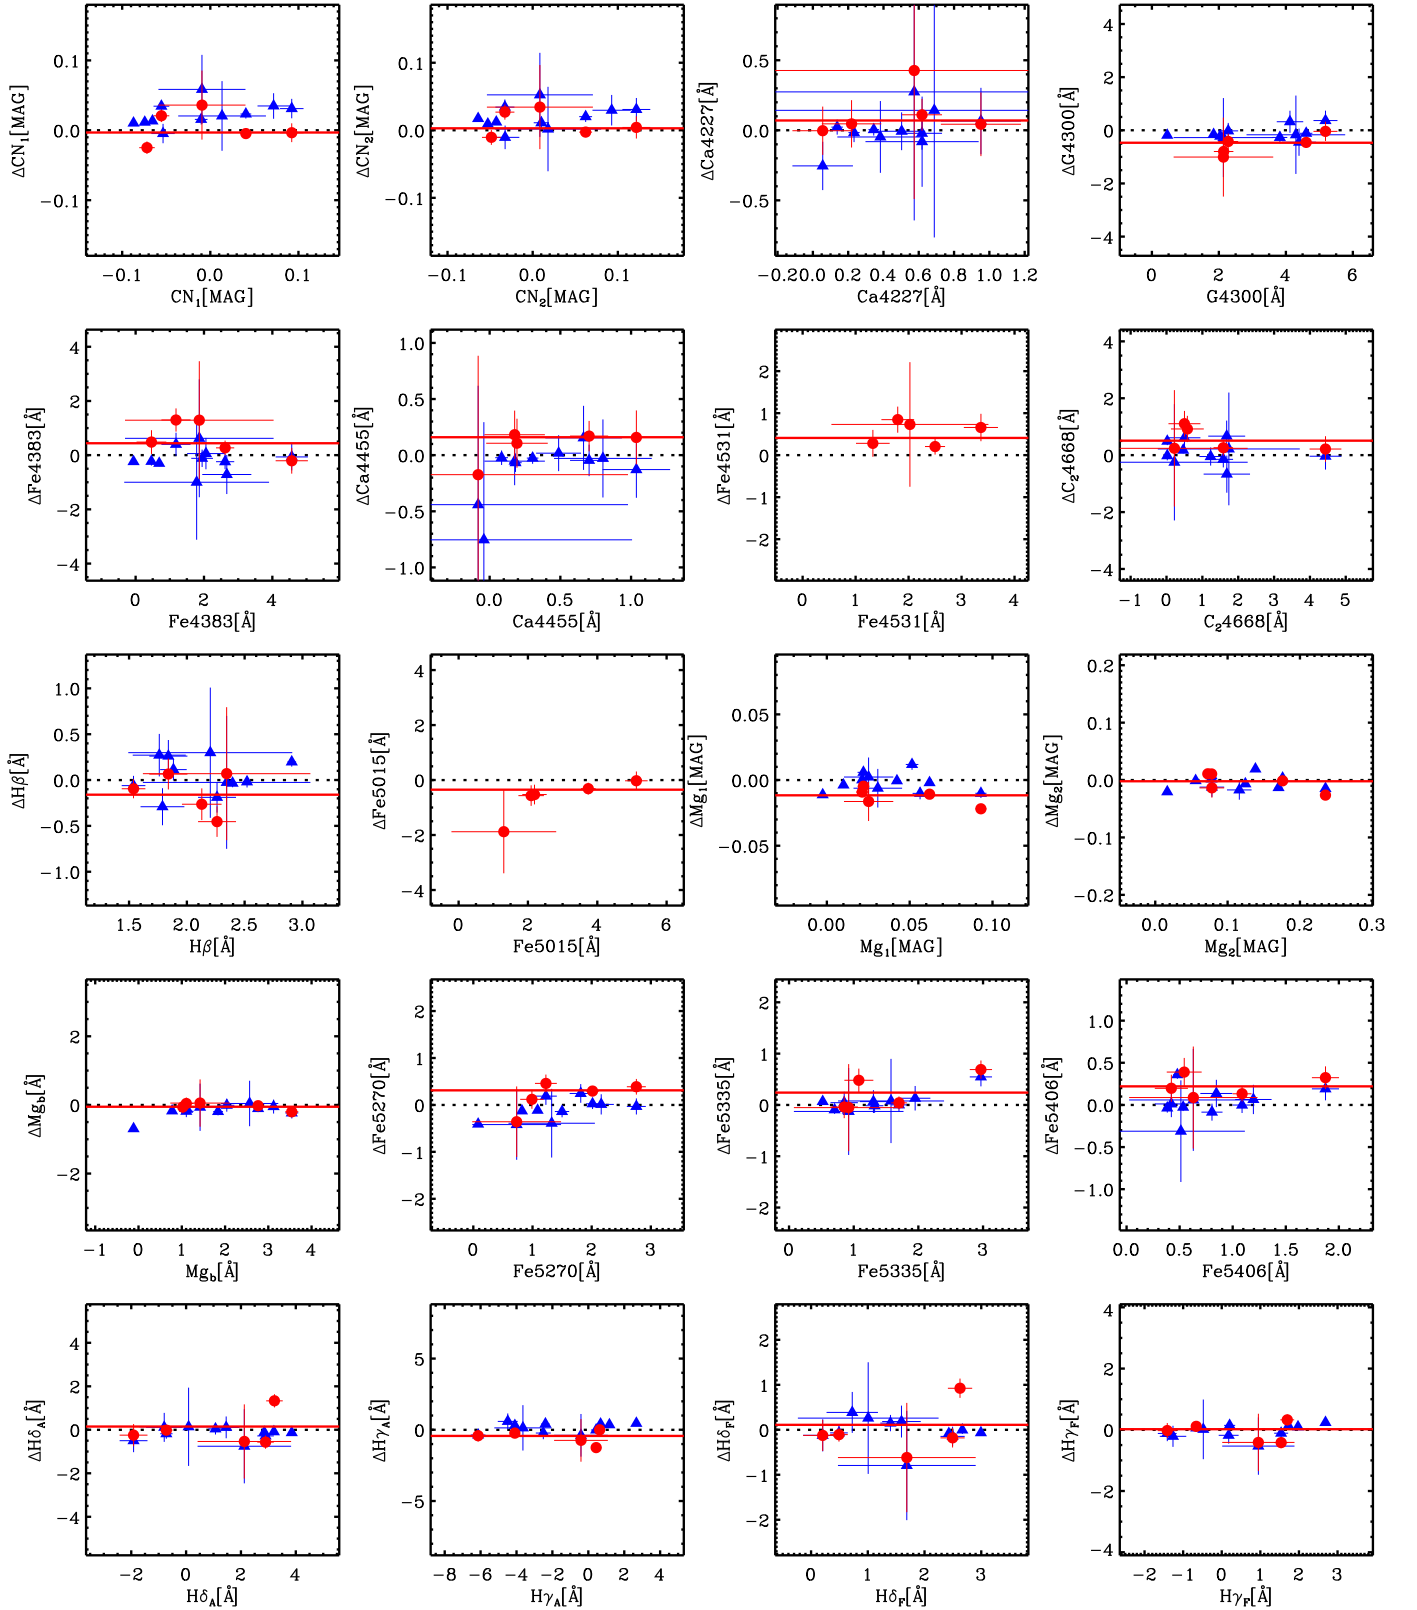 ΔCN₁[MAG]
0.1
0.0
−0.1
−0.1 0.0 0.1
CN₁[MAG]
ΔCN₂[MAG]
0.1
0.0
−0.1
−0.1 0.0 0.1
CN₂[MAG]
ΔCa4227[Å]
0.5
0.0
−0.5
−0.2 0.0 0.2 0.4 0.6 0.8 1.0 1.2
Ca4227[Å]
ΔG4300[Å]
4
2
0
−2
−4
0 2 4 6
G4300[Å]
ΔFe4383[Å]
4
2
0
−2
−4
0 2 4
Fe4383[Å]
ΔCa4455[Å]
1.0
0.5
0.0
−0.5
−1.0
0.0 0.5 1.0
Ca4455[Å]
ΔFe4531[Å]
2
1
0
−1
−2
0 1 2 3 4
Fe4531[Å]
ΔC₂4668[Å]
4
2
0
−2
−4
−1 0 1 2 3 4 5
C₂4668[Å]
ΔHβ[Å]
1.0
0.5
0.0
−0.5
−1.0
1.5 2.0 2.5 3.0
Hβ[Å]
ΔFe5015[Å]
4
2
0
−2
−4
0 2 4 6
Fe5015[Å]
ΔMg₁[MAG]
0.05
0.00
−0.05
0.00 0.05 0.10
Mg₁[MAG]
ΔMg₂[MAG]
0.2
0.1
0.0
−0.1
−0.2
0.0 0.1 0.2 0.3
Mg₂[MAG]
ΔMg_b[Å]
2
0
−2
−1 0 1 2 3 4
Mg_b[Å]
ΔFe5270[Å]
2
1
0
−1
−2
0 1 2 3
Fe5270[Å]
ΔFe5335[Å]
2
1
0
−1
−2
0 1 2 3
Fe5335[Å]
ΔFe5406[Å]
1.0
0.5
0.0
−0.5
−1.0
0.0 0.5 1.0 1.5 2.0
Fe5406[Å]
ΔHδ_A[Å]
4
2
0
−2
−4
−2 0 2 4
Hδ_A[Å]
ΔHγ_A[Å]
5
0
−5
−8 −6 −4 −2 0 2 4
Hγ_A[Å]
ΔHδ_F[Å]
2
1
0
−1
−2
0 1 2 3 4
Hδ_F[Å]
ΔHγ_F[Å]
4
2
0
−2
−4
−2 −1 0 1 2 3
Hγ_F[Å]